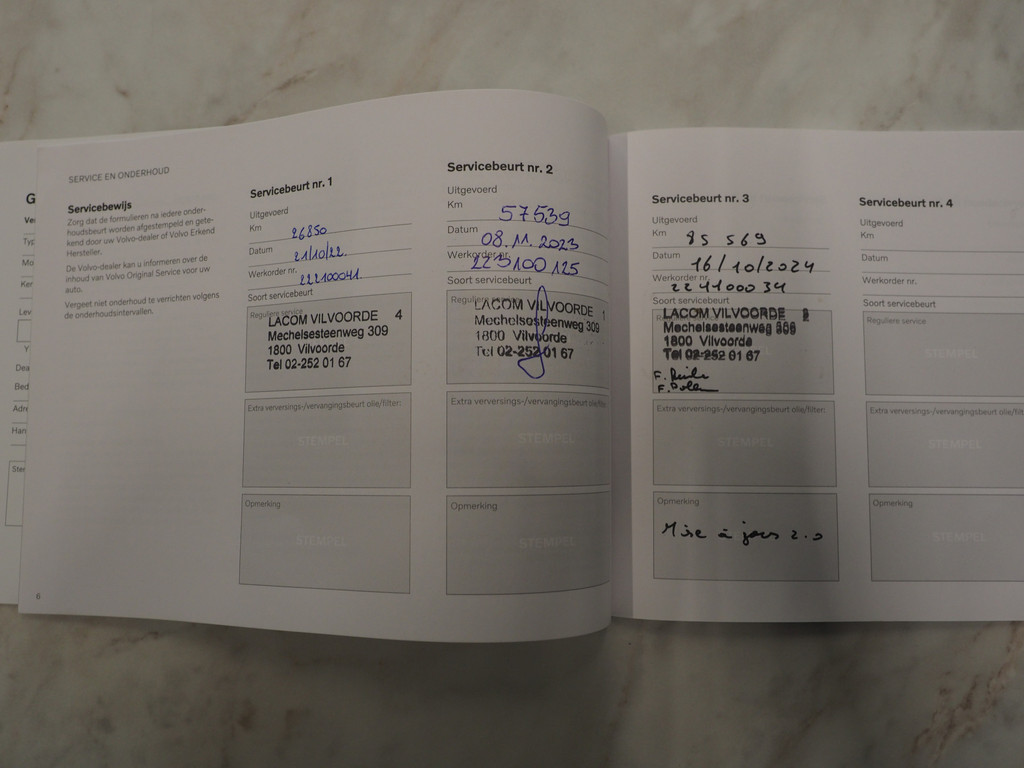 SERVICE EN ONDERHOUD
Servicebewijs
Zorg dat de formulieren na iedere onder-
houdsbeurt worden afgestempeld en gete-
kend door uw Volvo-dealer of Volvo Erkend
Hersteller.
De Volvo-dealer kan u informeren over de
inhoud van Volvo Original Service voor uw
auto.
Vergeet niet onderhoud te verrichten volgens
de onderhoudsintervallen.
6
Servicebeurt nr. 1
Uitgevoerd
Km 26850
Datum 21/10/22.
Werkorder nr. 222100041.
Soort servicebeurt
Reguliere service
LACOM VILVOORDE 4
Mechelsesteenweg 309
1800 Vilvoorde
Tel 02-252 01 67
Extra verversings-/vervangingsbeurt olie/filter:
STEMPEL
Opmerking
STEMPEL
Servicebeurt nr. 2
Uitgevoerd
Km 57539
Datum 08.11.2023
Werkorder nr. 223100125
Soort servicebeurt
Reguliere service
LACOM VILVOORDE 1
Mechelsesteenweg 309
1800 Vilvoorde
Tel 02-252 01 67
Extra verversings-/vervangingsbeurt olie/filte
STEMPEL
Opmerking
STEMPEL
Servicebeurt nr. 3
Uitgevoerd
Km 85 569
Datum 16/10/2024
Werkorder nr. 224100034
Soort servicebeurt
LACOM VILVOORDE
Mechelsesteenweg 309
1800 Vilvoorde
Tel 02-252 01 67
Extra verversings-/vervangingsbeurt olie/filter:
STEMPEL
Opmerking
Mise à jours 2.0
Servicebeurt nr. 4
Uitgevoerd
Km
Datum
Werkorder nr.
Soort servicebeurt
Reguliere service
STEMPEL
Extra verversings-/vervangingsbeurt olie/filter:
STEMPEL
Opmerking
STEMPEL